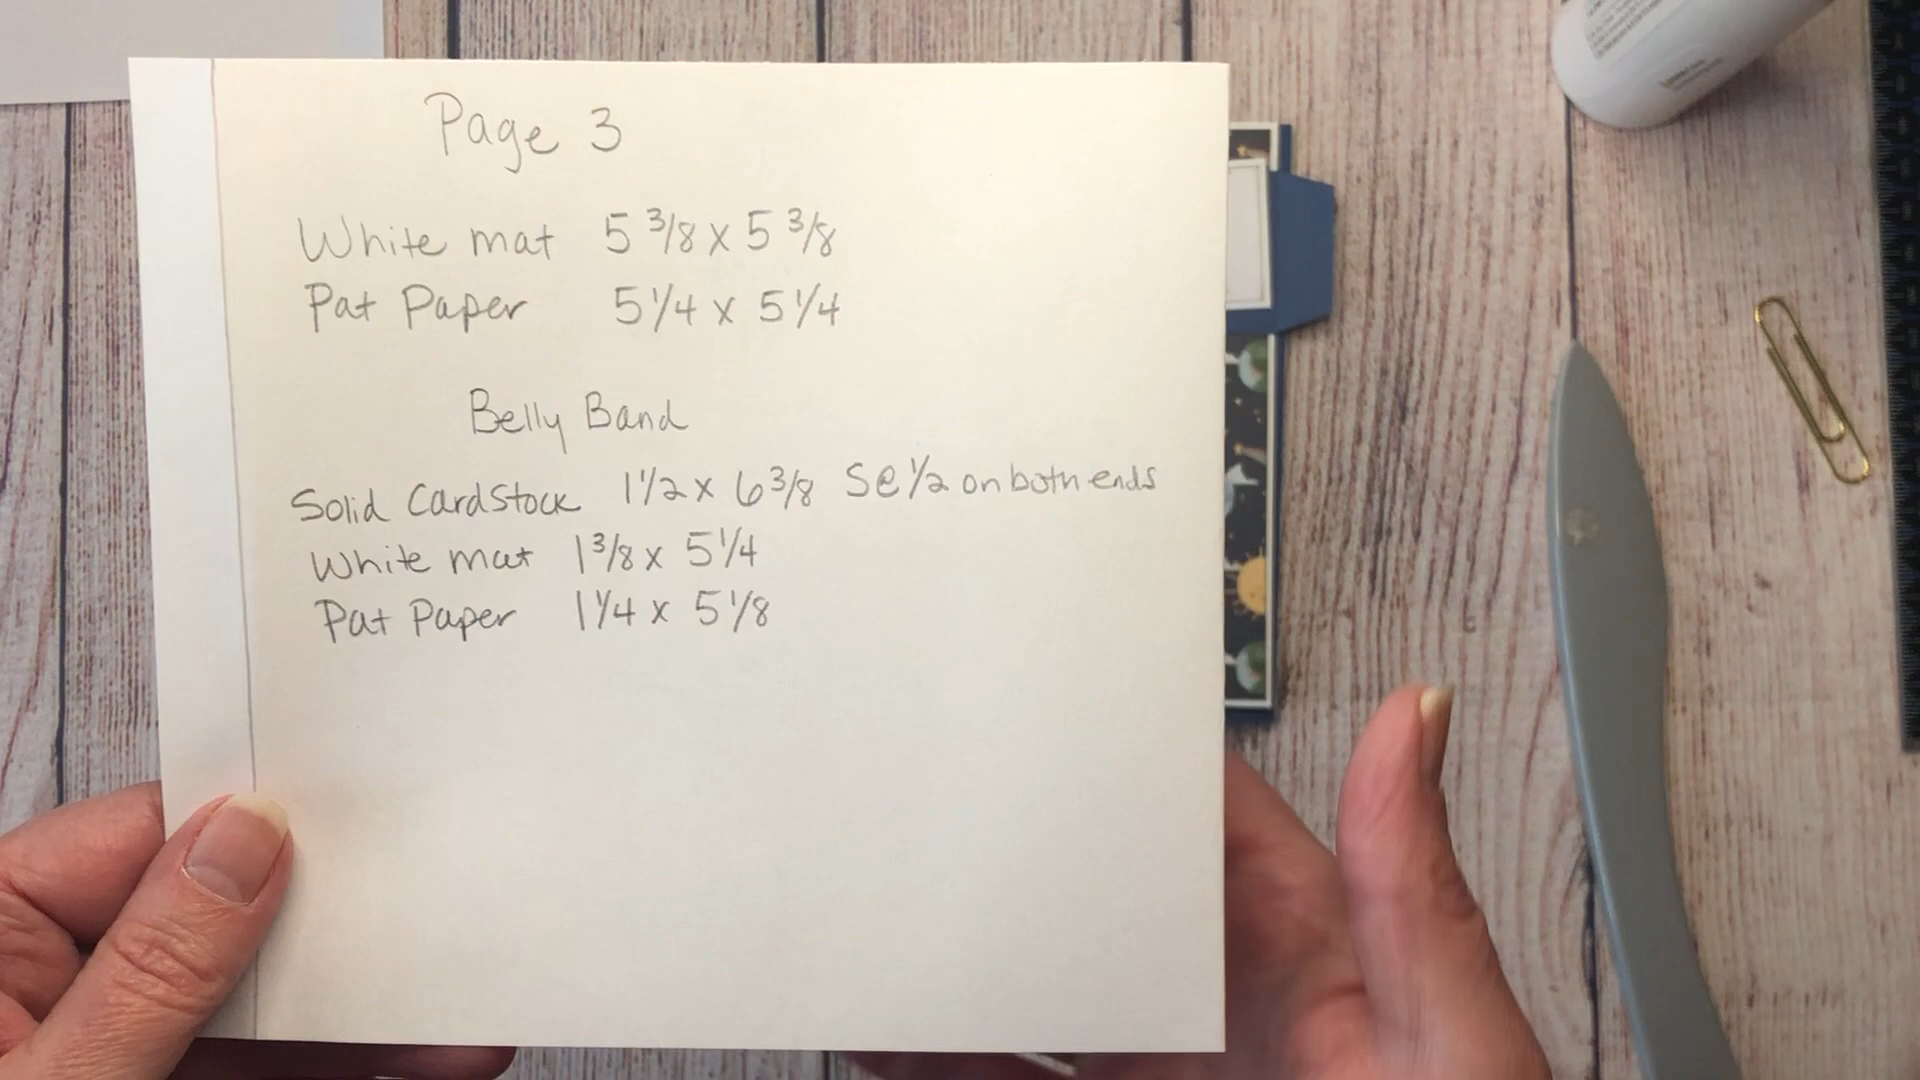 Page 3
White mat 5 3/8 x 5 3/8
Pat Paper 5 1/4 x 5 1/4
Belly Band
Solid Cardstock 1 1/2 x 6 3/8 S@ 1/2 on both ends
White mat 1 3/8 x 5 1/4
Pat Paper 1 1/4 x 5 1/8